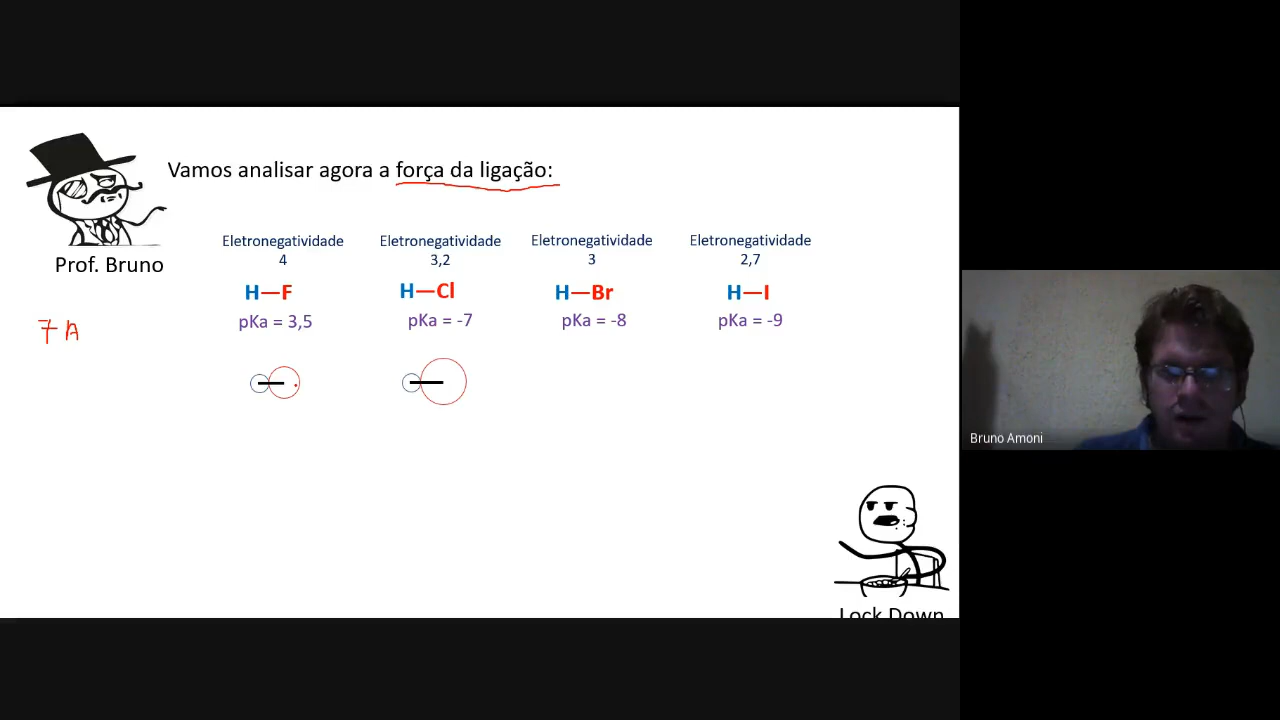 Vamos analisar agora a força da ligação:
Prof. Bruno
Eletronegatividade
4
H—F
pKa = 3,5
Eletronegatividade
3,2
H—Cl
pKa = -7
Eletronegatividade
3
H—Br
pKa = -8
Eletronegatividade
2,7
H—I
pKa = -9
7 A
Bruno Amoni
Lock Down